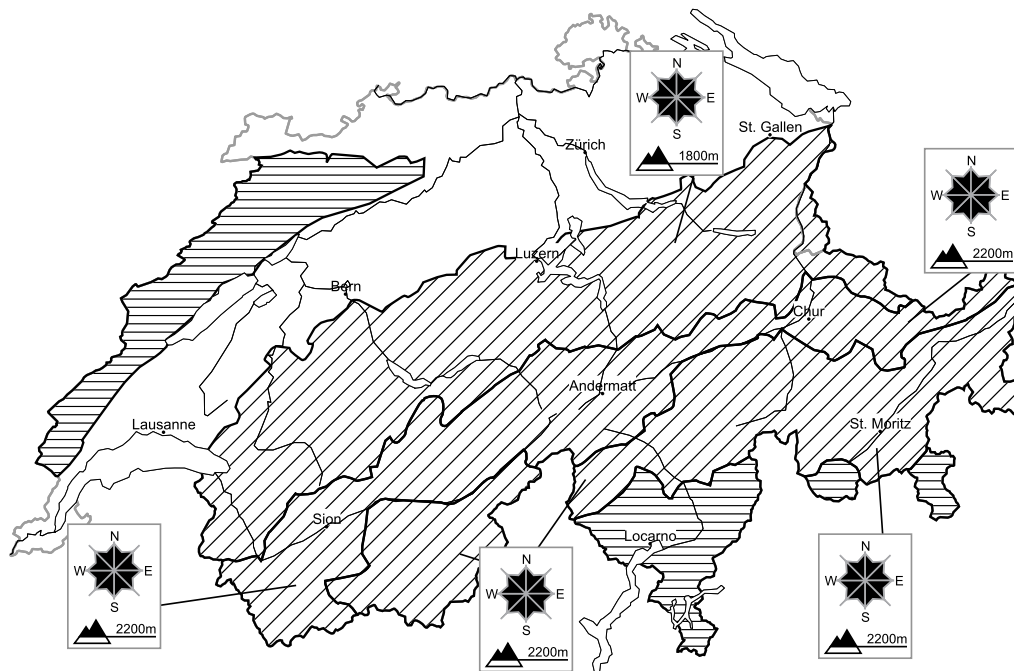 N
W E
S
1800m
St. Gallen
Zürich
N
W E
S
2200m
Luzern
Bern
Chur
Andermatt
St. Moritz
Lausanne
Sion
Locarno
N
W E
S
2200m
N
W E
S
2200m
N
W E
S
2200m